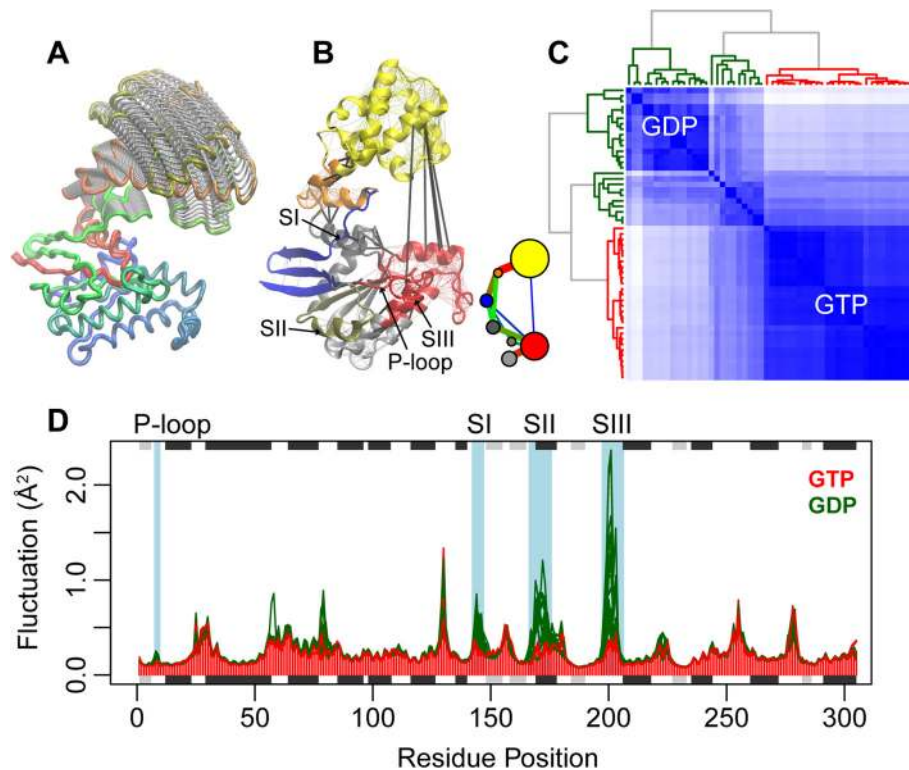 A
B
C
SI
SII
SIII
P-loop
GDP
GTP
D
P-loop
SI
SII
SIII
GTP
GDP
Fluctuation (Å²)
2.0
1.0
0.0
0
50
100
150
200
250
300
Residue Position